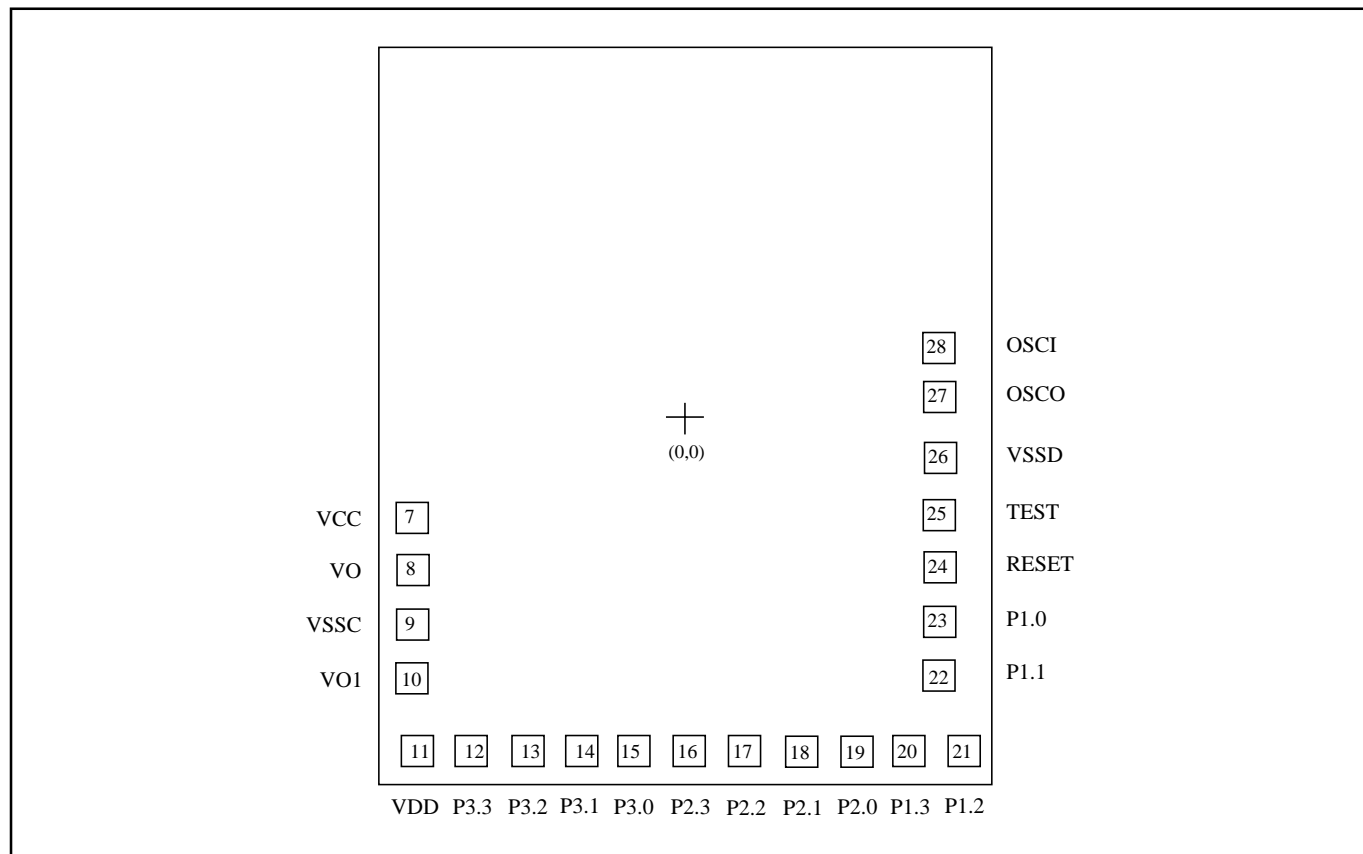 28 OSCI
27 OSCO
(0,0)
26 VSSD
VCC 7
25 TEST
VO 8
24 RESET
VSSC 9
23 P1.0
VO1 10
22 P1.1
11 12 13 14 15 16 17 18 19 20 21
VDD P3.3 P3.2 P3.1 P3.0 P2.3 P2.2 P2.1 P2.0 P1.3 P1.2